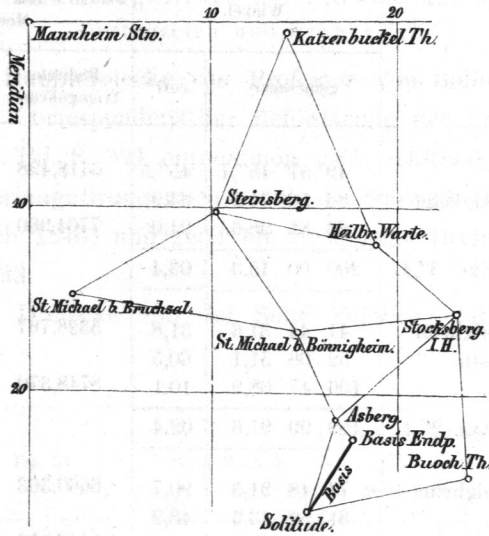 10 20
Mannheim Stw.
Katzenbuckel Th.
Meridian
10
Steinsberg.
Heilbr. Warte.
St. Michael b. Bruchsal.
St. Michael b. Bönnigheim.
Stocksberg.
I.H.
20
Asberg.
Basis Endp.
Buoch Th.
Basis
Solitude.